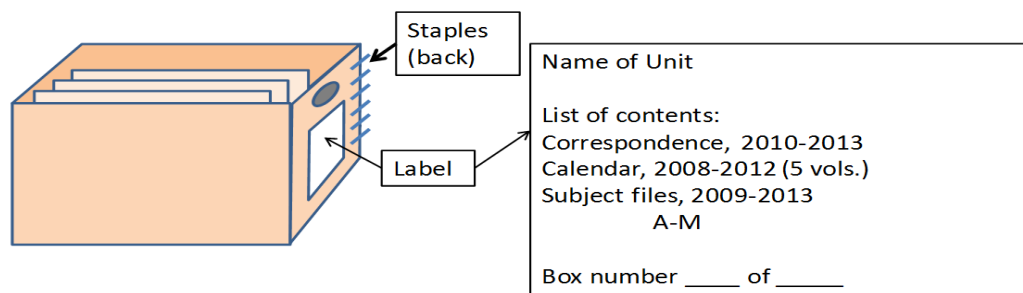 Staples
(back)
Label
Name of Unit
List of contents:
Correspondence, 2010-2013
Calendar, 2008-2012 (5 vols.)
Subject files, 2009-2013
A-M
Box number ____ of _____